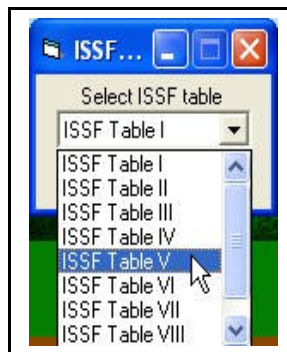 ISSF...
Select ISSF table
ISSF Table I
ISSF Table I
ISSF Table II
ISSF Table III
ISSF Table IV
ISSF Table V
ISSF Table VI
ISSF Table VII
ISSF Table VIII